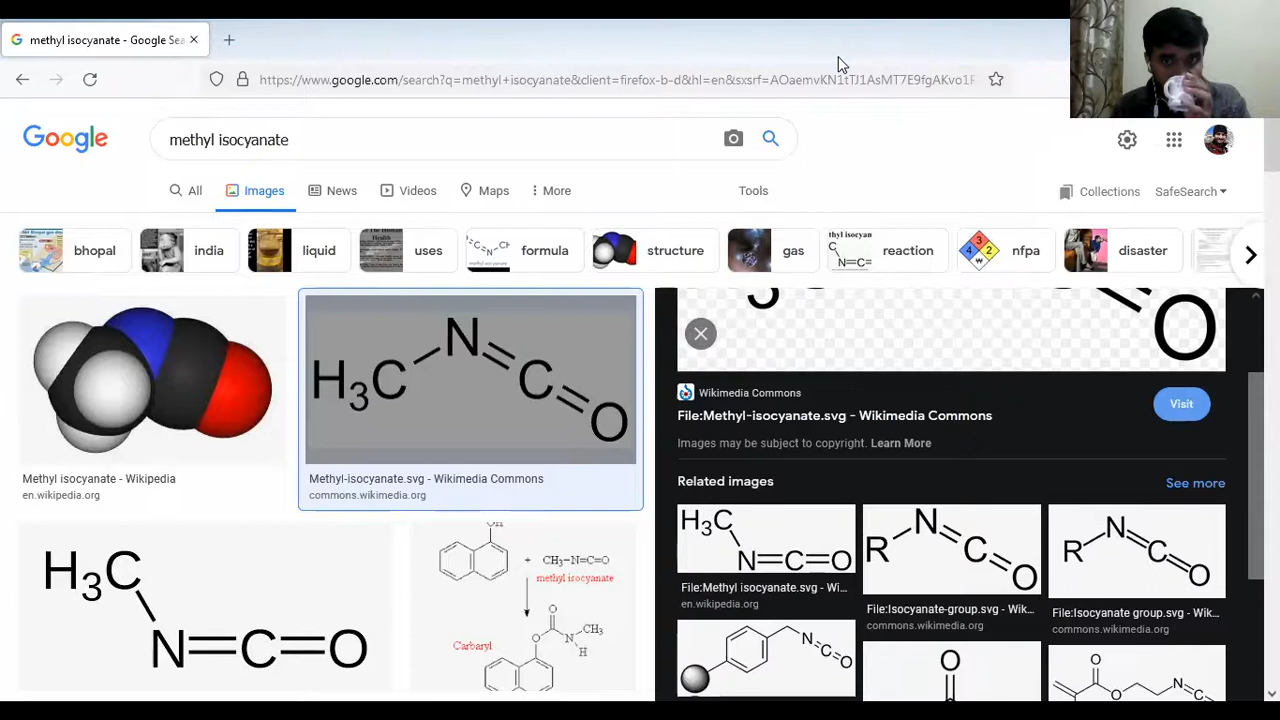 methyl isocyanate - Google Sea
https://www.google.com/search?q=methyl+isocyanate&client=firefox-b-d&hl=en&sxsrf=AOaemvKN1tTJ1AsMT7E9fgAKvo1F
Google
methyl isocyanate
All
Images
News
Videos
Maps
More
Tools
Collections
SafeSearch
bhopal
india
liquid
uses
formula
structure
gas
reaction
nfpa
disaster
H3C N C O
Methyl isocyanate - Wikipedia
en.wikipedia.org
Methyl-isocyanate.svg - Wikimedia Commons
commons.wikimedia.org
H3C
N=C=O
+ CH3-N=C=O
methyl isocyanate
Carbaryl
O
O N CH3
H
3 O
Wikimedia Commons
Visit
File:Methyl-isocyanate.svg - Wikimedia Commons
Images may be subject to copyright. Learn More
Related images
See more
H3C
N=C=O
File:Methyl isocyanate.svg - Wi...
en.wikipedia.org
R N C O
File:Isocyanate-group.svg - Wik...
commons.wikimedia.org
R N C O
File:Isocyanate group.svg - Wi...
commons.wikimedia.org
N C O
O
O O N